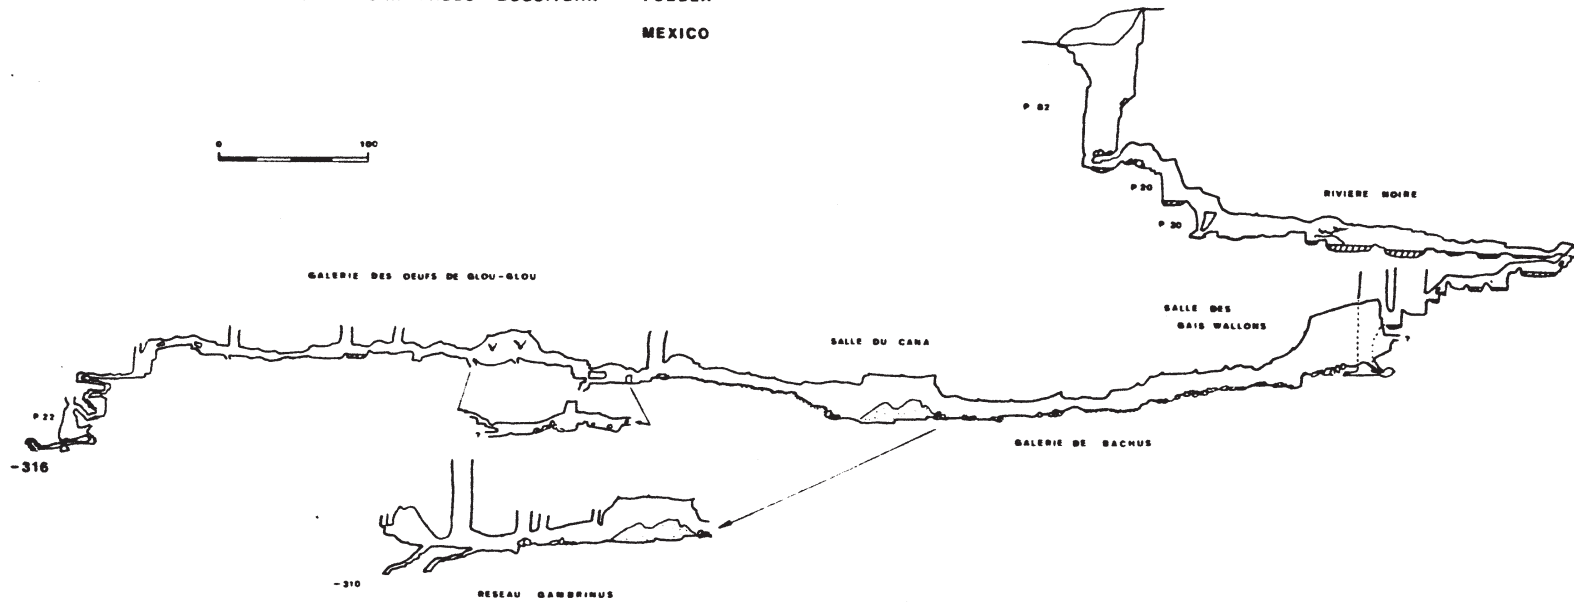 MEXICO
P 82
0 100
P 20
RIVIERE NOIRE
P 30
GALERIE DES OEUFS DE GLOU-GLOU
SALLE DES
GAIS WALLONS
SALLE DU CANA
?
P 22
?
GALERIE DE BACHUS
-316
-310
RESEAU GAMBRINUS